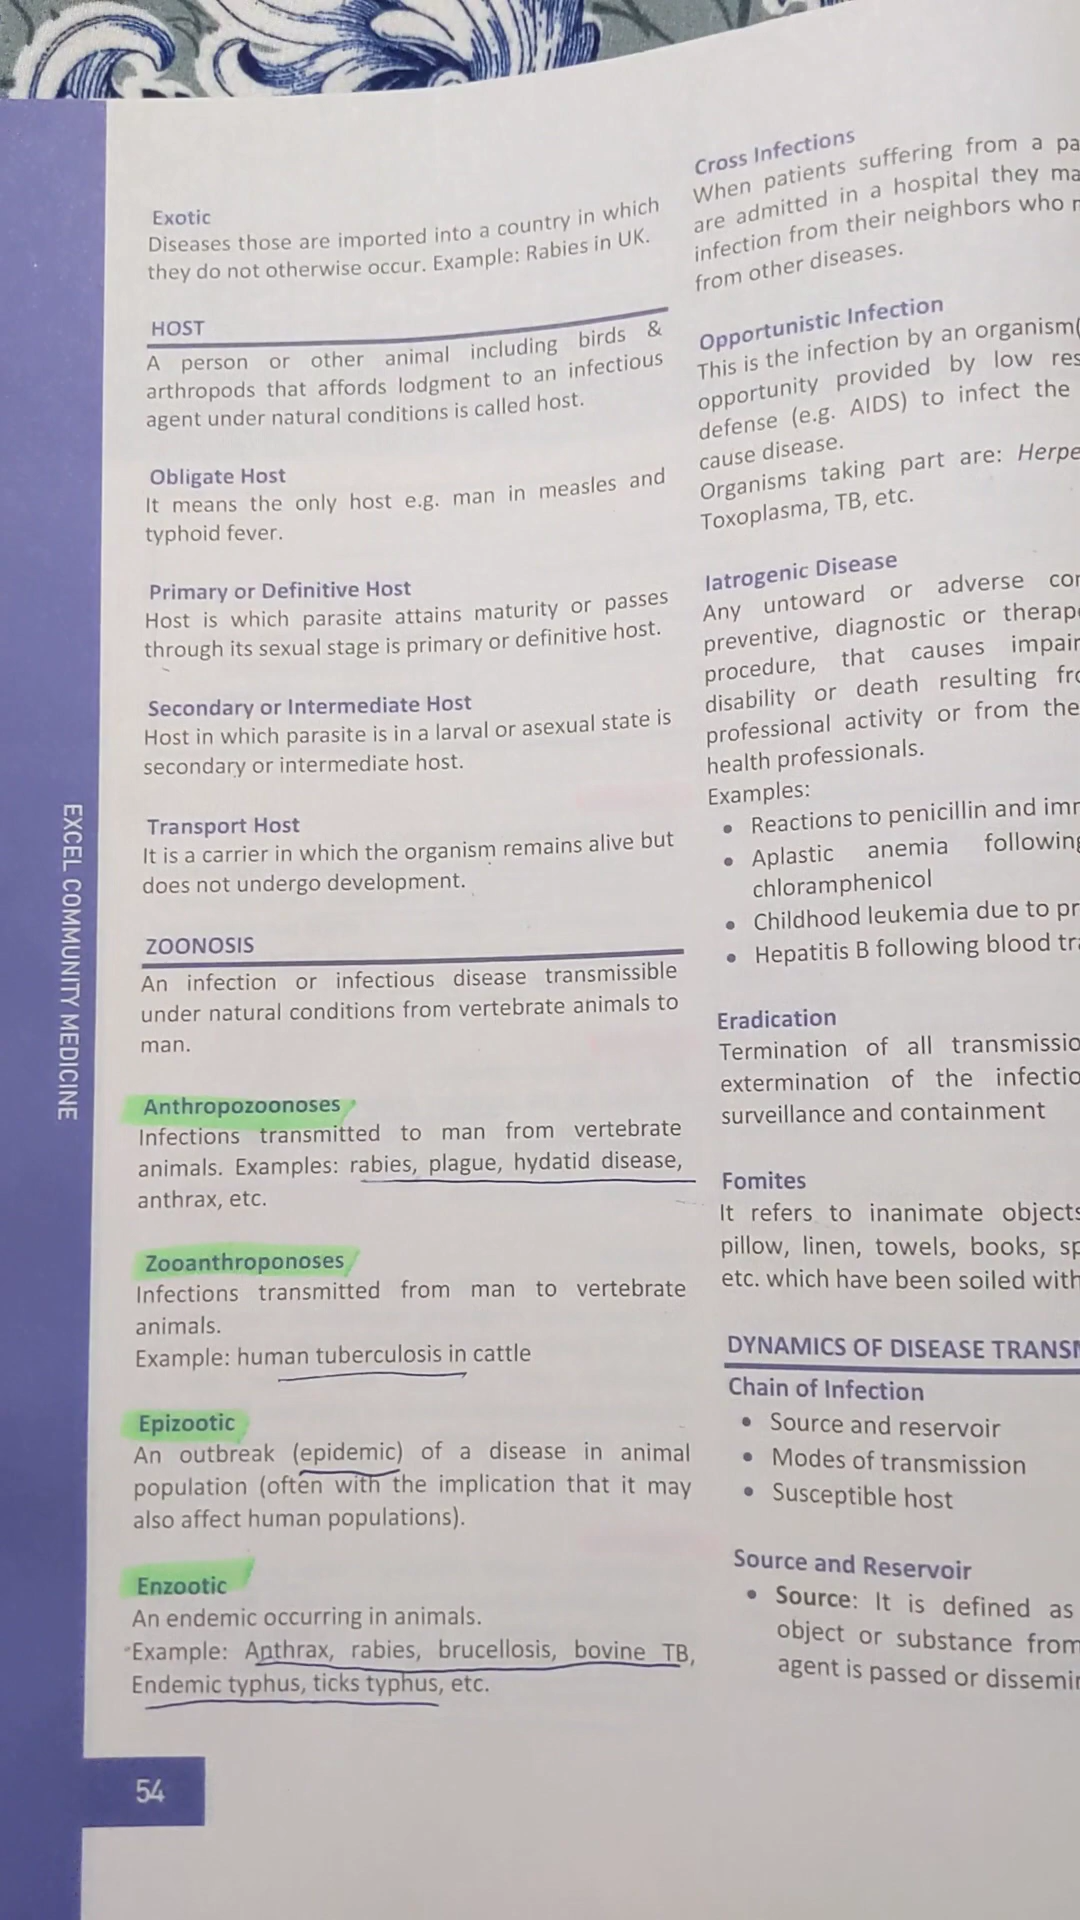 Exotic
Diseases those are imported into a country in which
they do not otherwise occur. Example: Rabies in UK.
HOST
A person or other animal including birds &
arthropods that affords lodgment to an infectious
agent under natural conditions is called host.
Obligate Host
It means the only host e.g. man in measles and
typhoid fever.
Primary or Definitive Host
Host is which parasite attains maturity or passes
through its sexual stage is primary or definitive host.
Secondary or Intermediate Host
Host in which parasite is in a larval or asexual state is
secondary or intermediate host.
Transport Host
It is a carrier in which the organism remains alive but
does not undergo development.
ZOONOSIS
An infection or infectious disease transmissible
under natural conditions from vertebrate animals to
man.
Anthropozoonoses
Infections transmitted to man from vertebrate
animals. Examples: rabies, plague, hydatid disease,
anthrax, etc.
Zooanthroponoses
Infections transmitted from man to vertebrate
animals.
Example: human tuberculosis in cattle
Epizootic
An outbreak (epidemic) of a disease in animal
population (often with the implication that it may
also affect human populations).
Enzootic
An endemic occurring in animals.
Example: Anthrax, rabies, brucellosis, bovine TB,
Endemic typhus, ticks typhus, etc.
Cross Infections
When patients suffering from a
are admitted in a hospital they
infection from their neighbors who
from other diseases.
Opportunistic Infection
This is the infection by an organism
opportunity provided by low
defense (e.g. AIDS) to infect the
cause disease.
Organisms taking part are:
Toxoplasma, TB, etc.
Iatrogenic Disease
Any untoward or adverse
preventive, diagnostic or
procedure, that causes
disability or death resulting
professional activity or from the
health professionals.
Examples:
• Reactions to penicillin and
• Aplastic anemia following
chloramphenicol
• Childhood leukemia due to
• Hepatitis B following blood
Eradication
Termination of all
extermination of the
surveillance and containment
Fomites
It refers to inanimate objects
pillow, linen, towels, books,
etc. which have been soiled with
DYNAMICS OF DISEASE
Chain of Infection
• Source and reservoir
• Modes of transmission
• Susceptible host
Source and Reservoir
• Source: It is defined as
object or substance from
agent is passed or
EXCEL COMMUNITY MEDICINE
54